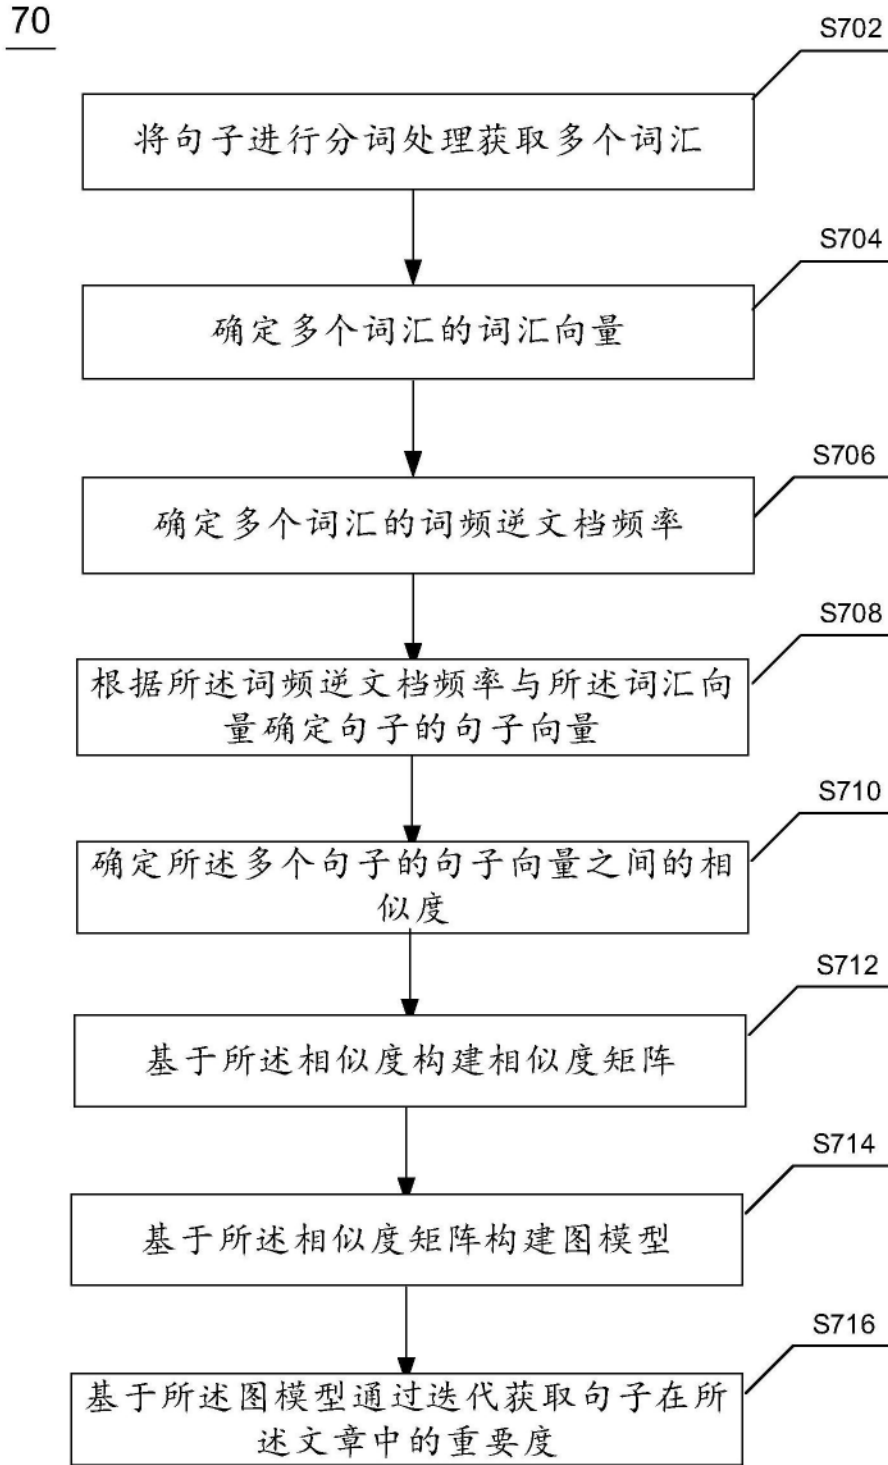 70
S702
将句子进行分词处理获取多个词汇
S704
确定多个词汇的词汇向量
S706
确定多个词汇的词频逆文档频率
S708
根据所述词频逆文档频率与所述词汇向
量确定句子的句子向量
S710
确定所述多个句子的句子向量之间的相
似度
S712
基于所述相似度构建相似度矩阵
S714
基于所述相似度矩阵构建图模型
S716
基于所述图模型通过迭代获取句子在所
述文章中的重要度